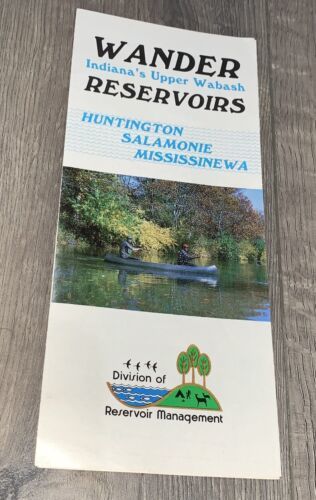 WANDER
Indiana's Upper Wabash
RESERVOIRS
HUNTINGTON
SALAMONIE
MISSISSINEWA
Division of
Reservoir Management